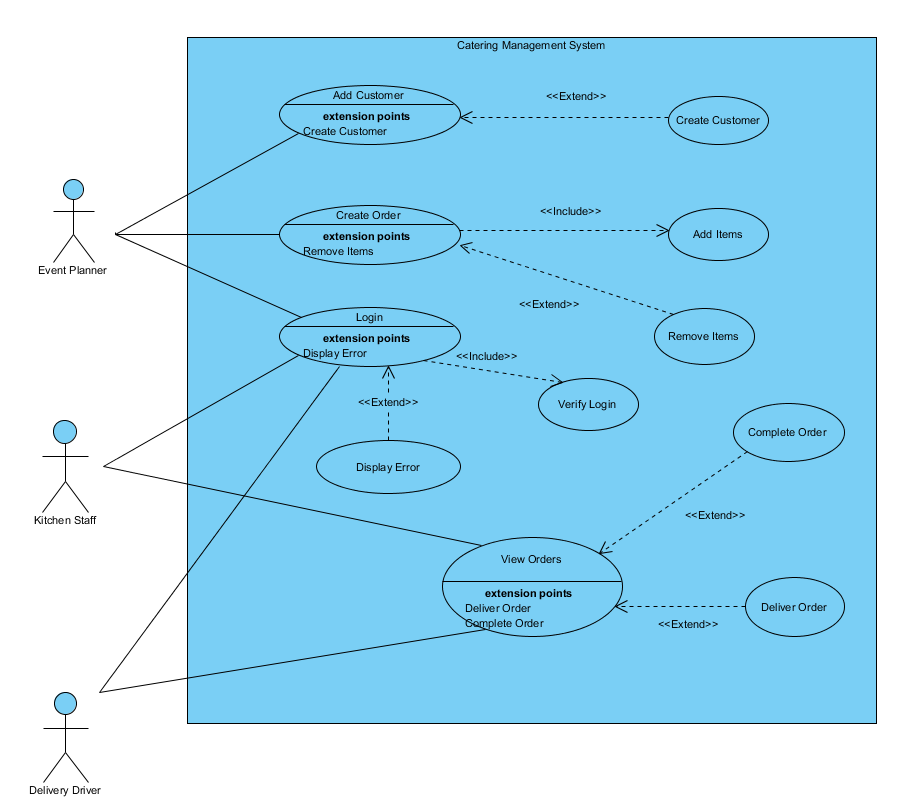 Catering Management System
Add Customer
extension points
Create Customer
<<Extend>>
Create Customer
Event Planner
Create Order
extension points
Remove Items
<<Include>>
Add Items
<<Extend>>
Remove Items
Login
extension points
Display Error
<<Include>>
Verify Login
<<Extend>>
Display Error
Kitchen Staff
Complete Order
<<Extend>>
View Orders
extension points
Deliver Order
Complete Order
<<Extend>>
Deliver Order
Delivery Driver